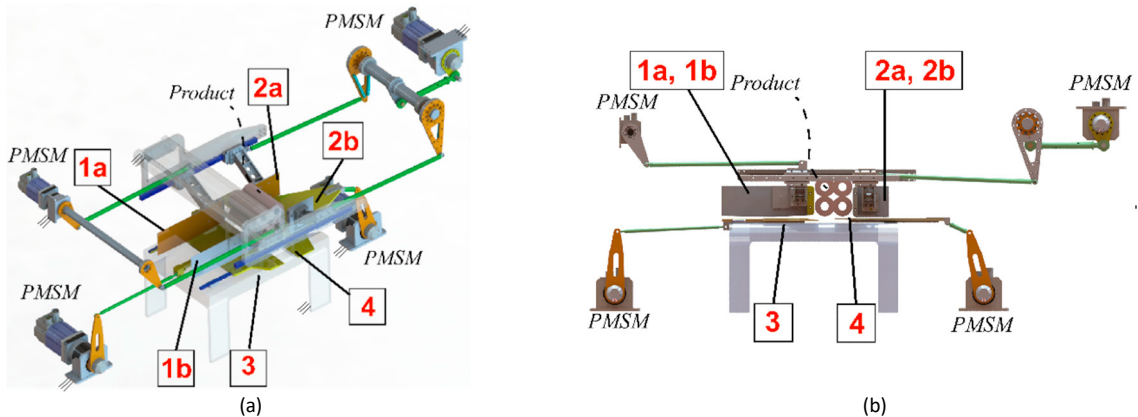 PMSM
2a
Product
2b
PMSM
1a
PMSM
PMSM
4
1b
3
(a)
1a, 1b
Product
2a, 2b
PMSM
PMSM
3
4
PMSM
PMSM
(b)